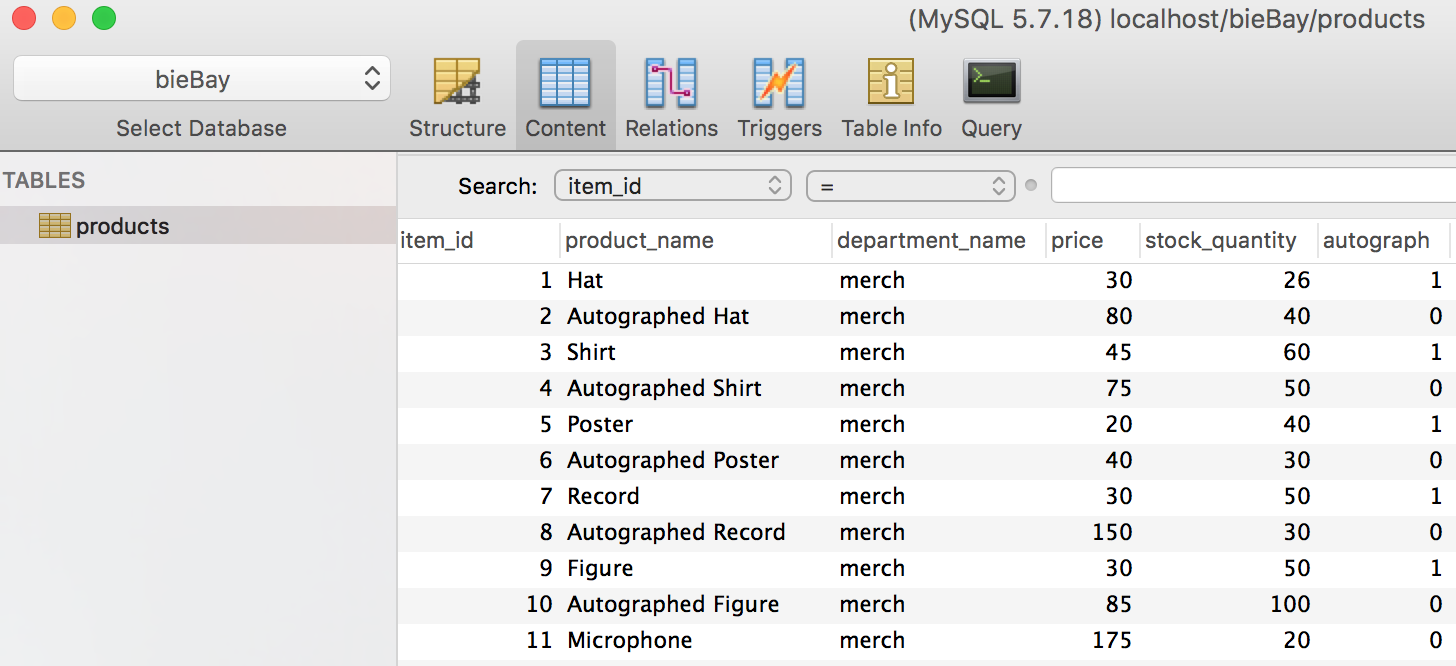 (MySQL 5.7.18) localhost/bieBay/products
bieBay
Select Database
Structure Content Relations Triggers Table Info Query
TABLES
products
Search: item_id =
item_id product_name department_name price stock_quantity autograph
1 Hat merch 30 26 1
2 Autographed Hat merch 80 40 0
3 Shirt merch 45 60 1
4 Autographed Shirt merch 75 50 0
5 Poster merch 20 40 1
6 Autographed Poster merch 40 30 0
7 Record merch 30 50 1
8 Autographed Record merch 150 30 0
9 Figure merch 30 50 1
10 Autographed Figure merch 85 100 0
11 Microphone merch 175 20 0